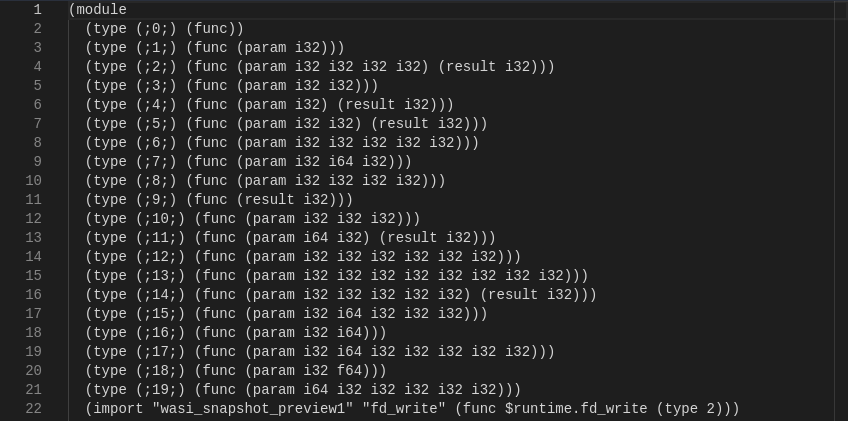 1 (module
2 (type (;0;) (func))
3 (type (;1;) (func (param i32)))
4 (type (;2;) (func (param i32 i32 i32 i32) (result i32)))
5 (type (;3;) (func (param i32 i32)))
6 (type (;4;) (func (param i32) (result i32)))
7 (type (;5;) (func (param i32 i32) (result i32)))
8 (type (;6;) (func (param i32 i32 i32 i32 i32)))
9 (type (;7;) (func (param i32 i64 i32)))
10 (type (;8;) (func (param i32 i32 i32 i32)))
11 (type (;9;) (func (result i32)))
12 (type (;10;) (func (param i32 i32 i32)))
13 (type (;11;) (func (param i64 i32) (result i32)))
14 (type (;12;) (func (param i32 i32 i32 i32 i32 i32)))
15 (type (;13;) (func (param i32 i32 i32 i32 i32 i32 i32 i32)))
16 (type (;14;) (func (param i32 i32 i32 i32 i32) (result i32)))
17 (type (;15;) (func (param i32 i64 i32 i32 i32)))
18 (type (;16;) (func (param i32 i64)))
19 (type (;17;) (func (param i32 i64 i32 i32 i32 i32 i32)))
20 (type (;18;) (func (param i32 f64)))
21 (type (;19;) (func (param i64 i32 i32 i32 i32 i32)))
22 (import "wasi_snapshot_preview1" "fd_write" (func $runtime.fd_write (type 2)))